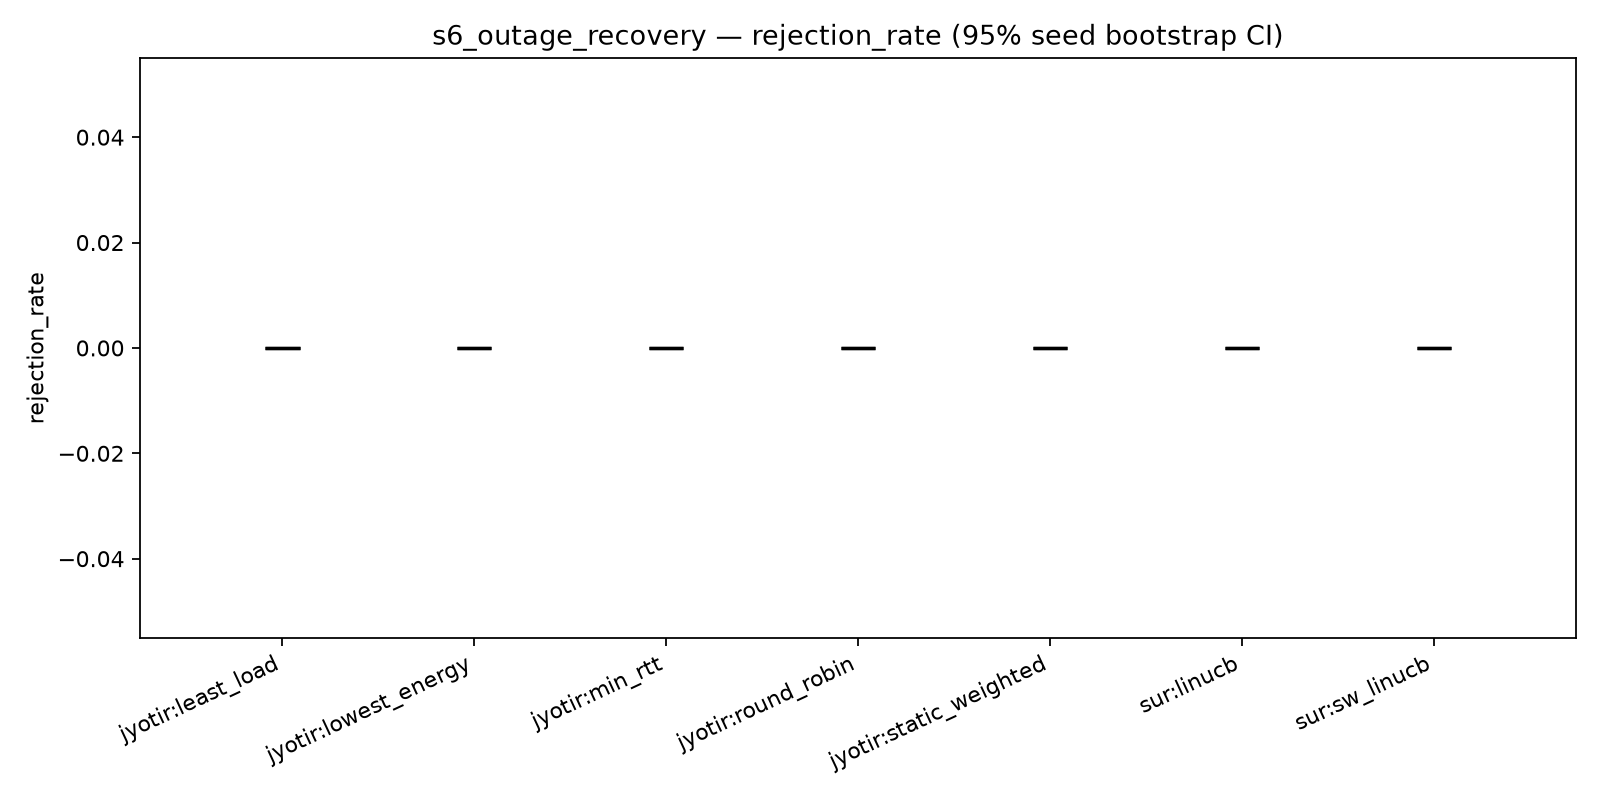 s6_outage_recovery — rejection_rate (95% seed bootstrap CI)
rejection_rate
0.04
0.02
0.00
−0.02
−0.04
jyotir:least_load
jyotir:lowest_energy
jyotir:min_rtt
jyotir:round_robin
jyotir:static_weighted
sur:linucb
sur:sw_linucb